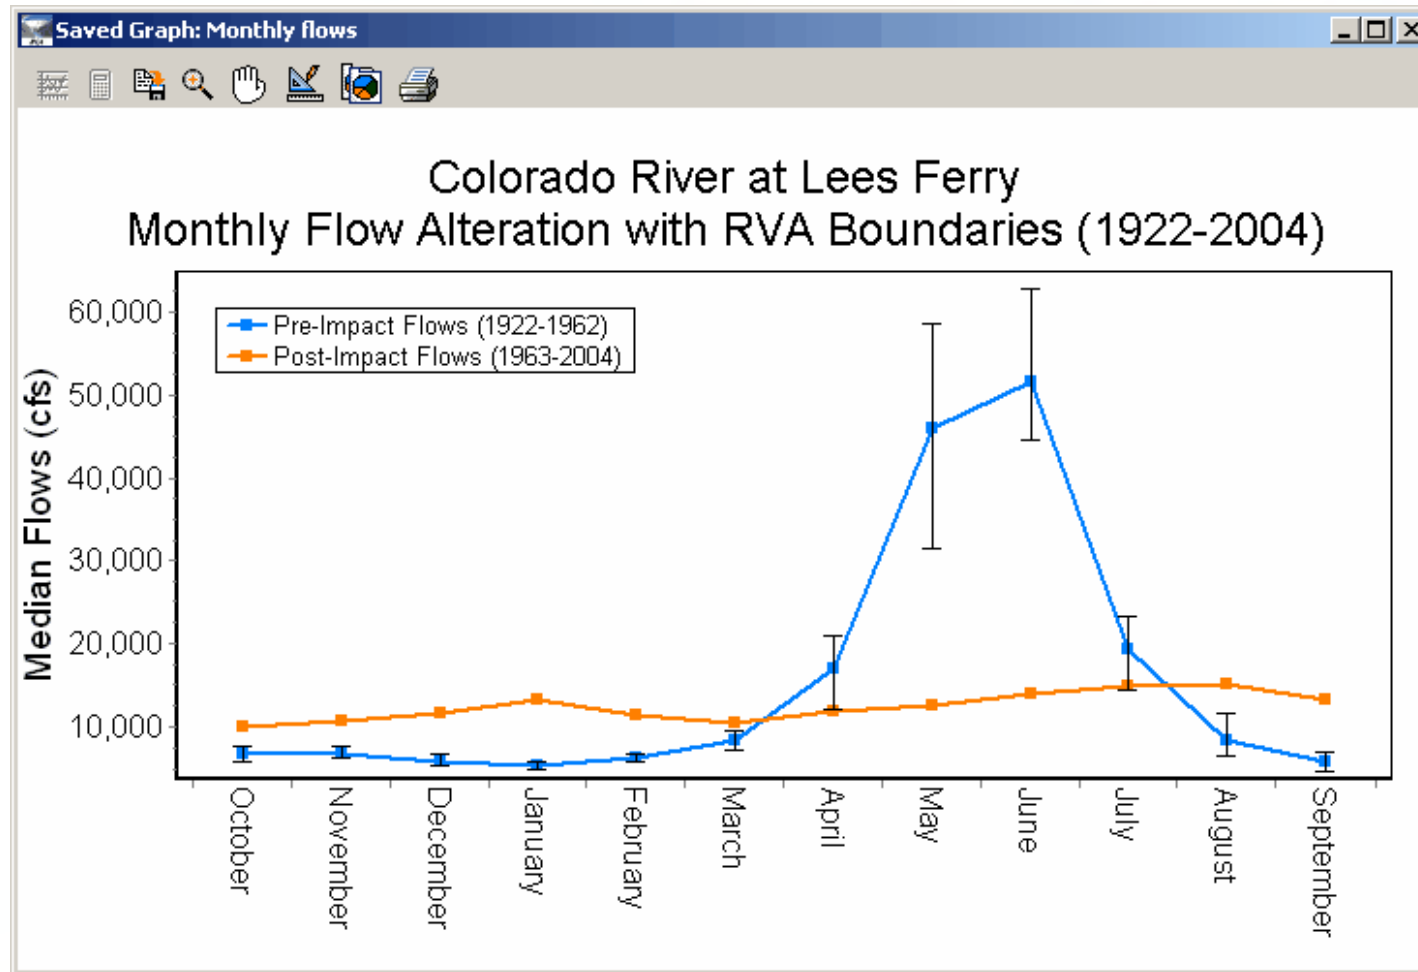 Saved Graph: Monthly flows
Colorado River at Lees Ferry
Monthly Flow Alteration with RVA Boundaries (1922-2004)
Median Flows (cfs)
60,000
50,000
40,000
30,000
20,000
10,000
Pre-Impact Flows (1922-1962)
Post-Impact Flows (1963-2004)
October
November
December
January
February
March
April
May
June
July
August
September